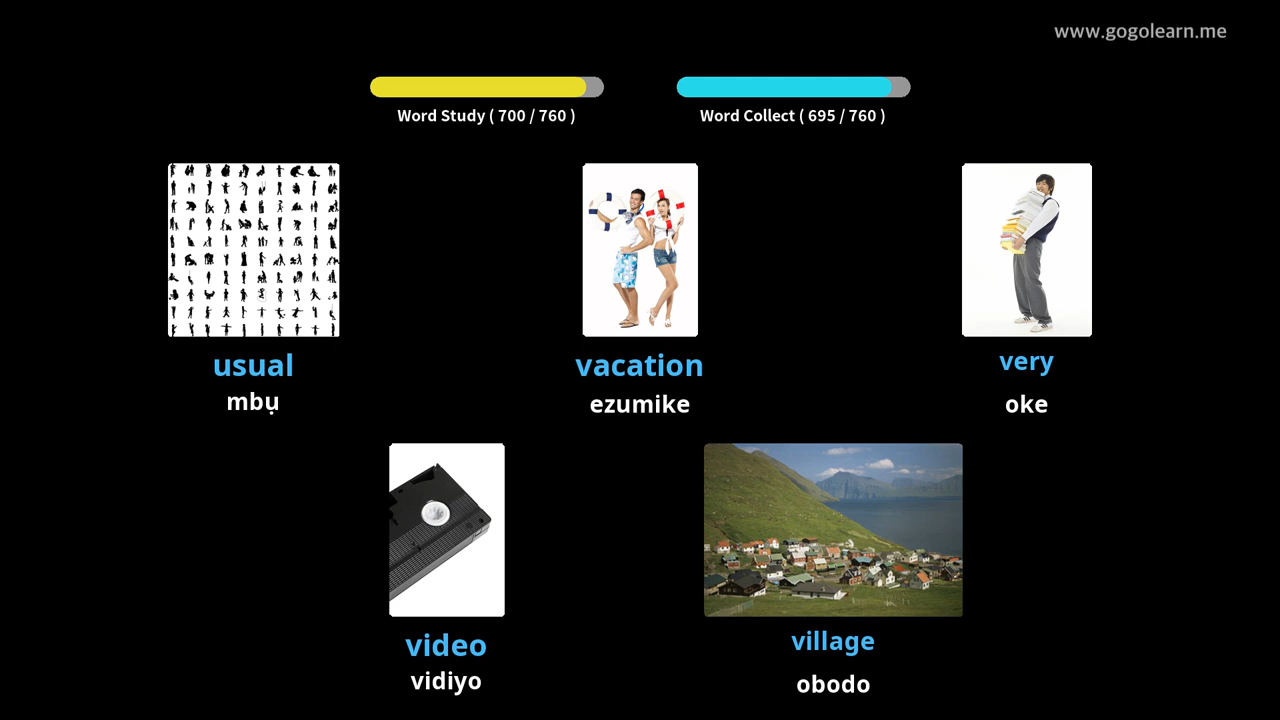 www.gogolearn.me
Word Study ( 700 / 760 )
Word Collect ( 695 / 760 )
usual
mbụ
vacation
ezumike
very
oke
video
vidiyo
village
obodo